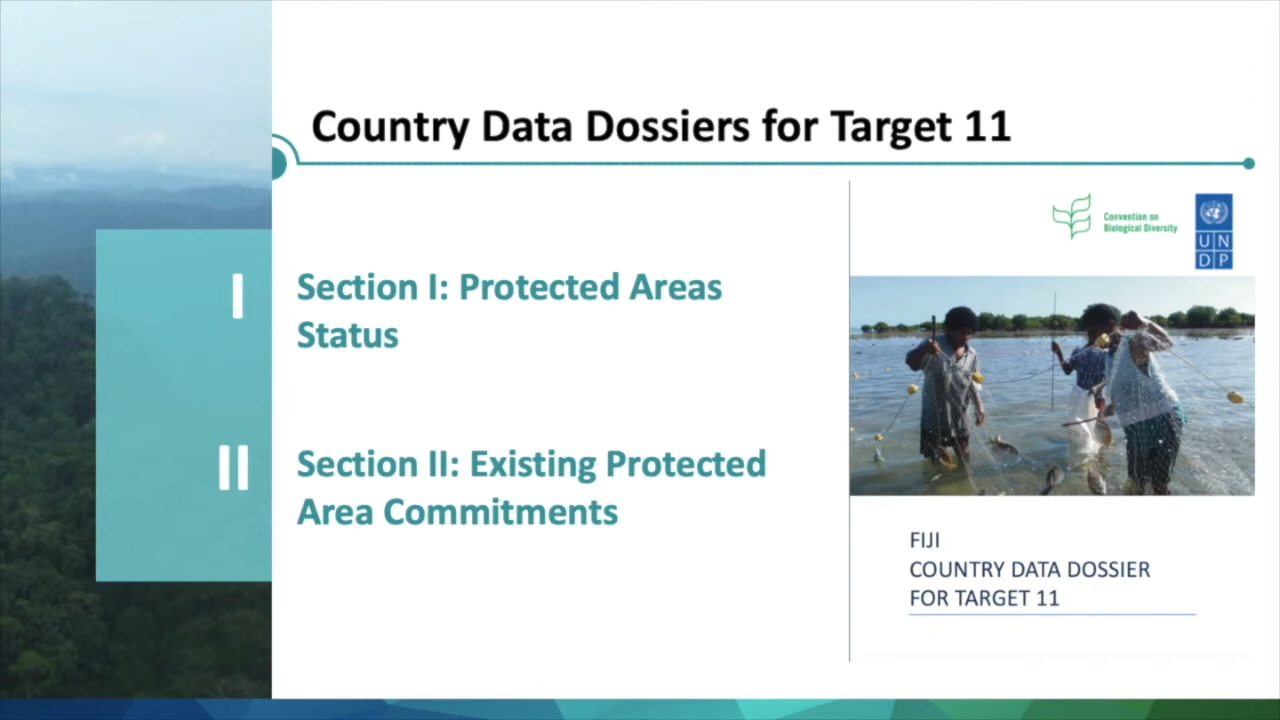 Country Data Dossiers for Target 11
I
Section I: Protected Areas
Status
II
Section II: Existing Protected
Area Commitments
Convention on
Biological Diversity
U N
D P
FIJI
COUNTRY DATA DOSSIER
FOR TARGET 11